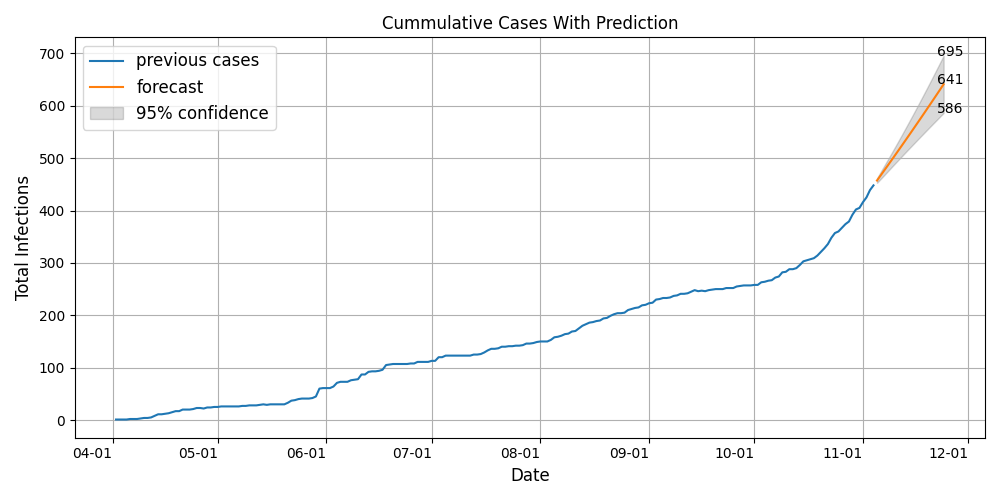 Cummulative Cases With Prediction
previous cases
forecast
95% confidence
695
641
586
700
600
500
400
300
200
100
0
Total Infections
04-01 05-01 06-01 07-01 08-01 09-01 10-01 11-01 12-01
Date